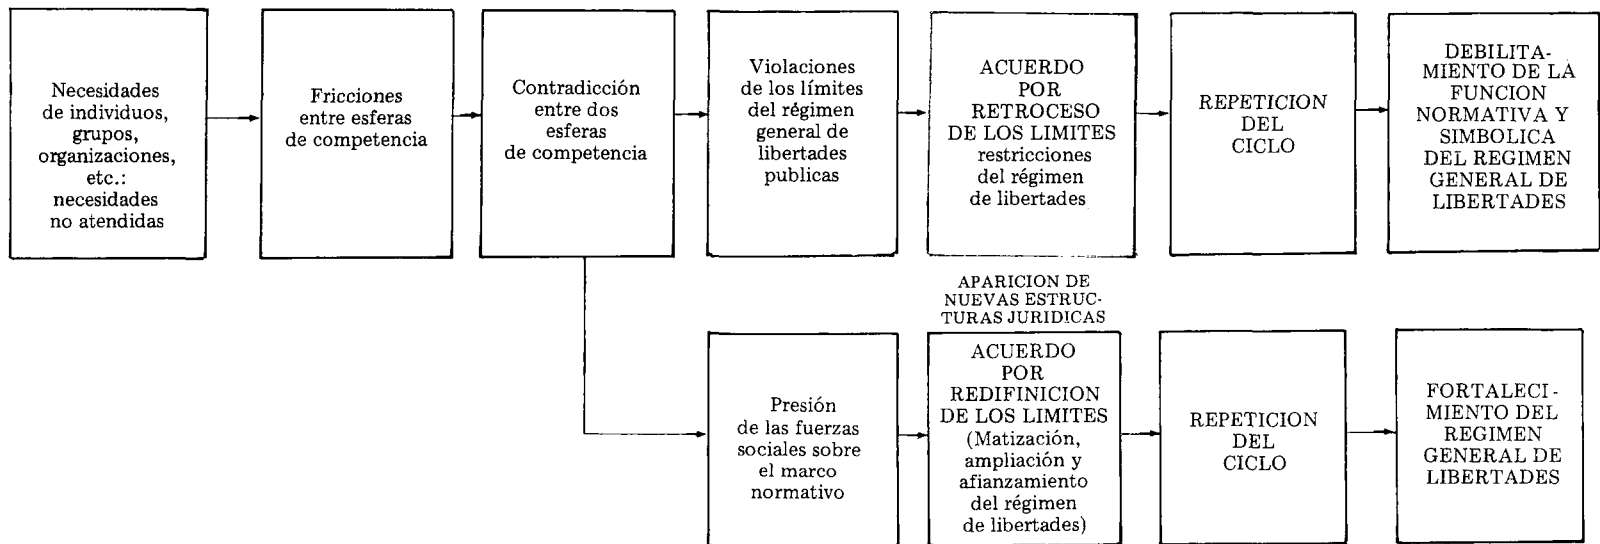 Necesidades
de individuos,
grupos,
organizaciones,
etc.:
necesidades
no atendidas
Fricciones
entre esferas
de competencia
Contradicción
entre dos
esferas
de competencia
Violaciones
de los límites
del régimen
general de
libertades
publicas
ACUERDO
POR
RETROCESO
DE LOS LIMITES
restricciones
del régimen
de libertades
REPETICION
DEL
CICLO
DEBILITA-
MIENTO DE LA
FUNCION
NORMATIVA Y
SIMBOLICA
DEL REGIMEN
GENERAL DE
LIBERTADES
Presión
de las fuerzas
sociales sobre
el marco
normativo
APARICION DE
NUEVAS ESTRUC-
TURAS JURIDICAS
ACUERDO
POR
REDIFINICION
DE LOS LIMITES
(Matización,
ampliación y
afianzamiento
del régimen
de libertades)
REPETICION
DEL
CICLO
FORTALECI-
MIENTO DEL
REGIMEN
GENERAL DE
LIBERTADES